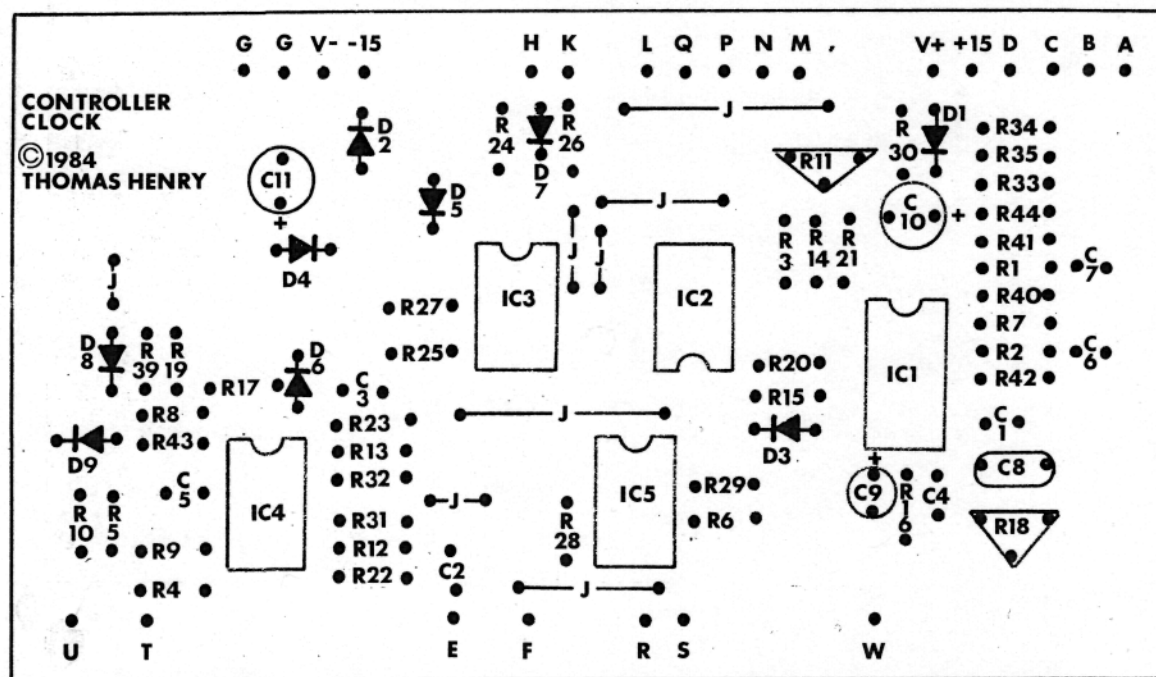 G G V- -15 H K L Q P N M , V+ +15 D C B A
CONTROLLER
CLOCK
©1984
THOMAS HENRY
D2
C11
+
D4
D5
R24
D7
R26
J
J
J
J
R11
R30
D1
C10 +
R3
R14
R21
R34
R35
R33
R44
R41
R1
R40
R7
R2
R42
C7
C6
J
D8
R39
R19
R17
D6
C3
R27
R25
IC3
IC2
IC1
R20
R15
D3
R8
R43
D9
R23
R13
R32
J
C1
C8
R10
R5
C5
IC4
J
IC5
R29
R6
+
C9
R16
C4
R18
R9
R4
R31
R12
R22
C2
R28
J
U T E F R S W